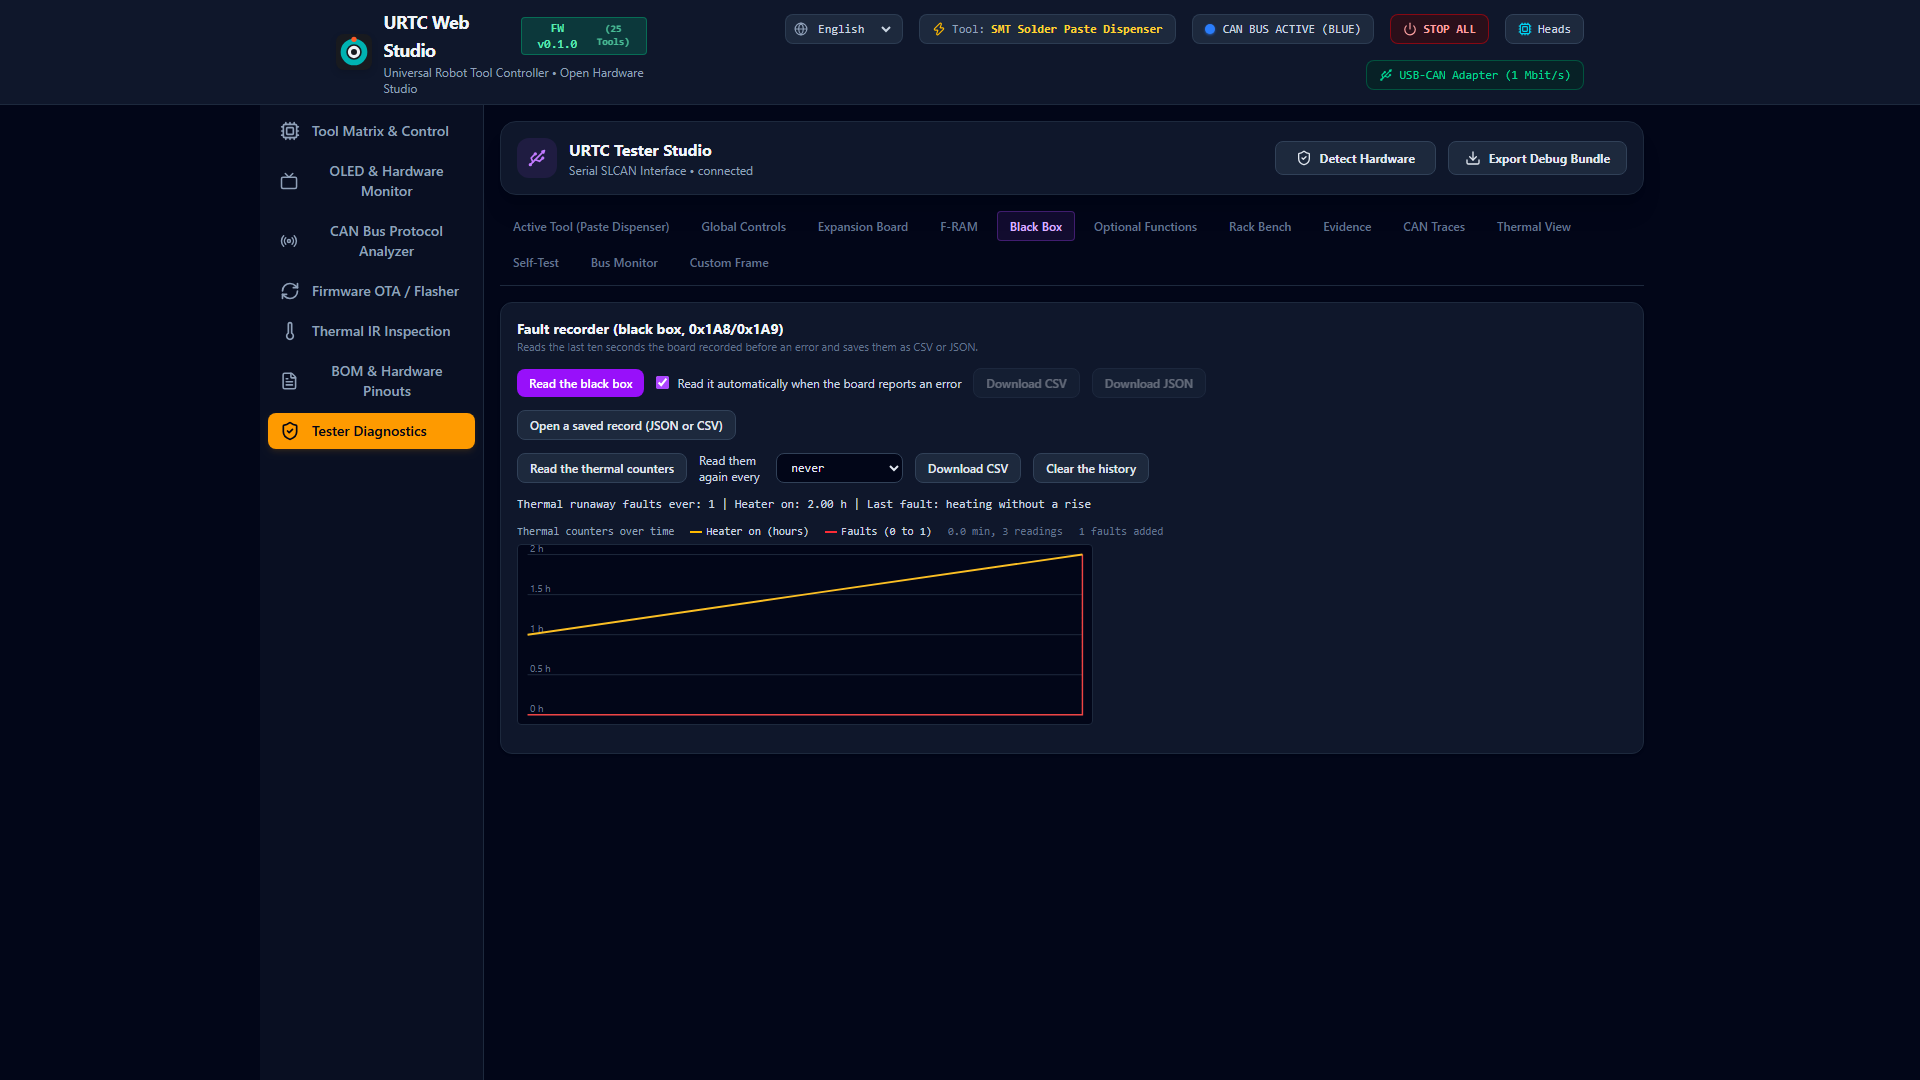 URTC Web Studio
Universal Robot Tool Controller • Open Hardware Studio
FW v0.1.0
(25 Tools)
English
Tool: SMT Solder Paste Dispenser
CAN BUS ACTIVE (BLUE)
STOP ALL
Heads
USB-CAN Adapter (1 Mbit/s)
Tool Matrix & Control
OLED & Hardware Monitor
CAN Bus Protocol Analyzer
Firmware OTA / Flasher
Thermal IR Inspection
BOM & Hardware Pinouts
Tester Diagnostics
URTC Tester Studio
Serial SLCAN Interface • connected
Detect Hardware
Export Debug Bundle
Active Tool (Paste Dispenser)
Global Controls
Expansion Board
F-RAM
Black Box
Optional Functions
Rack Bench
Evidence
CAN Traces
Thermal View
Self-Test
Bus Monitor
Custom Frame
Fault recorder (black box, 0x1A8/0x1A9)
Reads the last ten seconds the board recorded before an error and saves them as CSV or JSON.
Read the black box
Read it automatically when the board reports an error
Download CSV
Download JSON
Open a saved record (JSON or CSV)
Read the thermal counters
Read them again every
never
Download CSV
Clear the history
Thermal runaway faults ever: 1 | Heater on: 2.00 h | Last fault: heating without a rise
Thermal counters over time
Heater on (hours)
Faults (0 to 1)
0.0 min, 3 readings
1 faults added
2 h
1.5 h
1 h
0.5 h
0 h